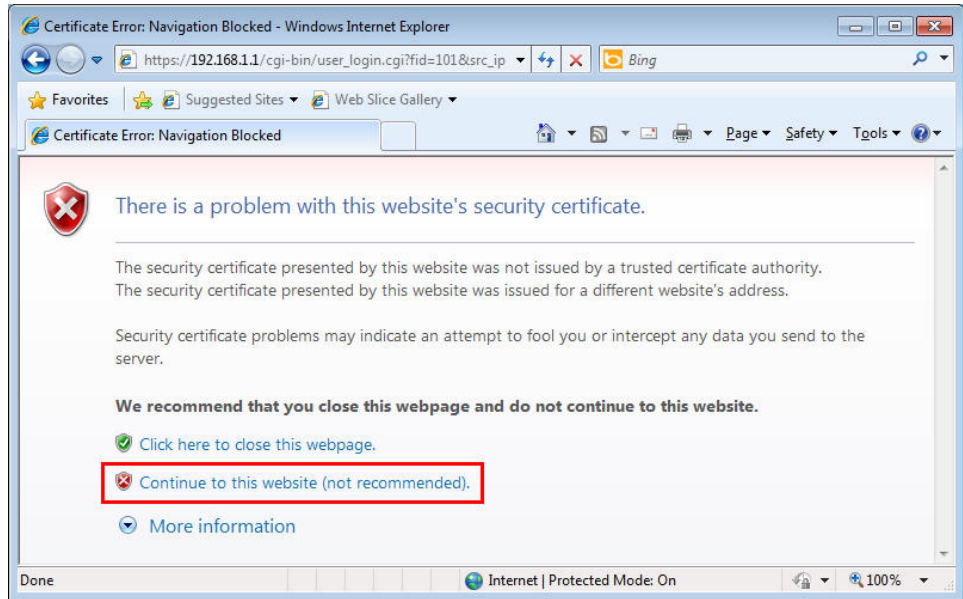 Certificate Error: Navigation Blocked - Windows Internet Explorer
https://192.168.1.1/cgi-bin/user_login.cgi?fid=101&src_ip
Bing
Favorites
Suggested Sites
Web Slice Gallery
Certificate Error: Navigation Blocked
Page
Safety
Tools
There is a problem with this website's security certificate.
The security certificate presented by this website was not issued by a trusted certificate authority.
The security certificate presented by this website was issued for a different website's address.
Security certificate problems may indicate an attempt to fool you or intercept any data you send to the
server.
We recommend that you close this webpage and do not continue to this website.
Click here to close this webpage.
Continue to this website (not recommended).
More information
Done
Internet | Protected Mode: On
100%